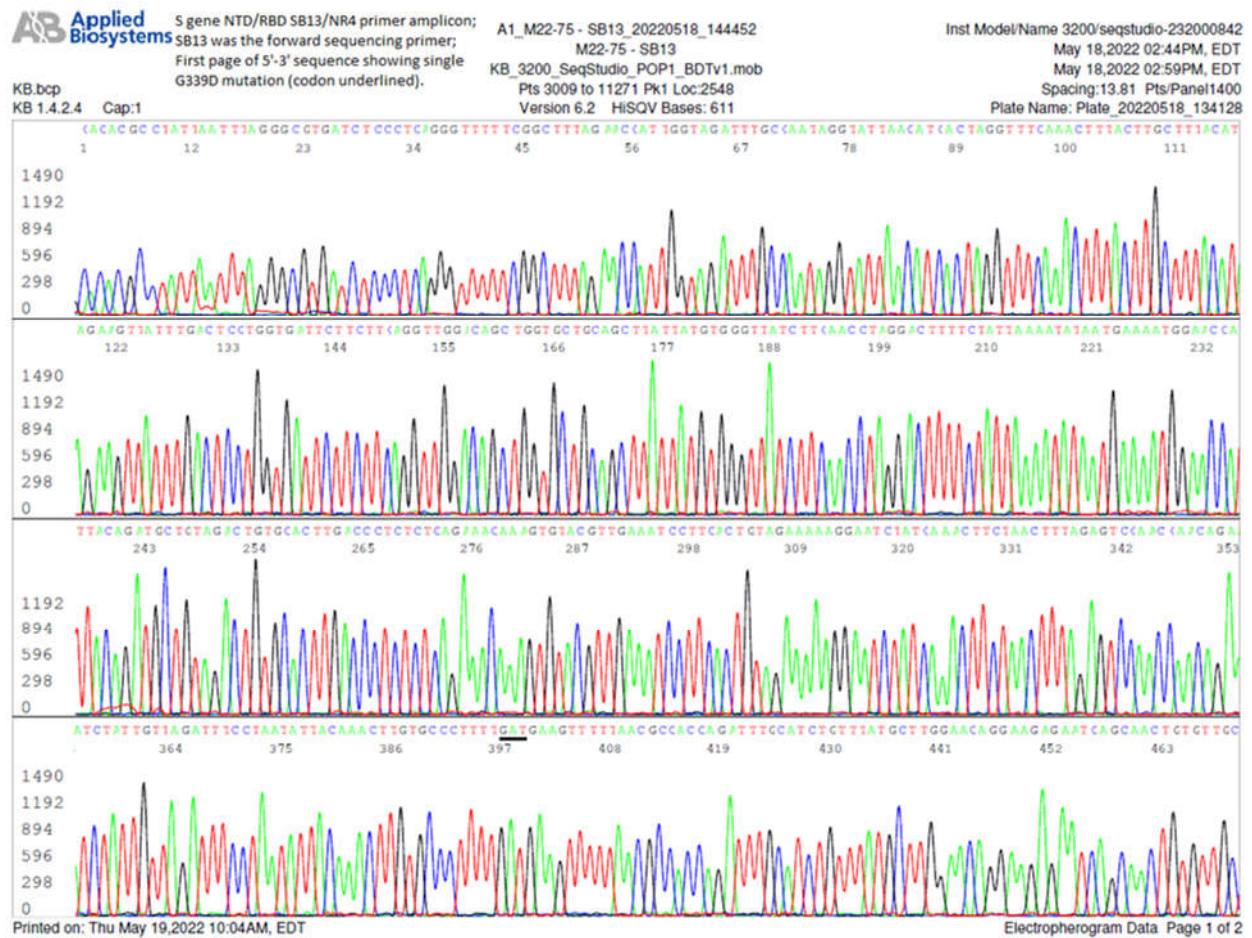 AB Applied Biosystems
S gene NTD/RBD SB13/NR4 primer amplicon;
SB13 was the forward sequencing primer;
First page of 5'-3' sequence showing single
G339D mutation (codon underlined).
KB.bcp
KB 1.4.2.4 Cap:1
A1_M22-75 - SB13_20220518_144452
M22-75 - SB13
KB_3200_SeqStudio_POP1_BDTv1.mob
Pts 3009 to 11271 Pk1 Loc:2548
Version 6.2 HiSQV Bases: 611
Inst Model/Name 3200/seqstudio-232000842
May 18,2022 02:44PM, EDT
May 18,2022 02:59PM, EDT
Spacing:13.81 Pts/Panel1400
Plate Name: Plate_20220518_134128
CACACGCCTATTAATTTAGGGCGTGATCTCCCTCAGGGTTTTTCGGCTTTAGAACCATTGGTAGATTTGCCAATAGGTATTAACATCACTAGGTTTCAAACTTTACTTGCTTTACAT
1 12 23 34 45 56 67 78 89 100 111
1490
1192
894
596
298
0
AGAAGTTATTTGACTCCTGGTGATTCTTCTTCAGGTTGGACAGCTGGTGCTGCAGCTTATTATGTGGGTTATCTTCAACCTAGGACTTTTCTATTAAAATATAATGAAAATGGAACCA
122 133 144 155 166 177 188 199 210 221 232
1490
1192
894
596
298
0
TTACAGATGCTGTAGACTGTGCACTTGACCCTCTCTCAGAAACAAAGTGTACGTTGAAATCCTTCACTGTAGAAAAAGGAATCTATCAAACTTCTAACTTTAGAGTCCAACCAACAGA
243 254 265 276 287 298 309 320 331 342 353
1192
894
596
298
0
ATCTATTGTTAGATTTCCTAATATTACAAACTTGTGCCCTTTTGATGAAGTTTTTAACGCCACCAGATTTGCATCTGTTTATGCTTGGAACAGGAAGAGAATCAGCAACTGTGTTGC
364 375 386 397 408 419 430 441 452 463
1490
1192
894
596
298
0
Printed on: Thu May 19,2022 10:04AM, EDT
Electropherogram Data Page 1 of 2